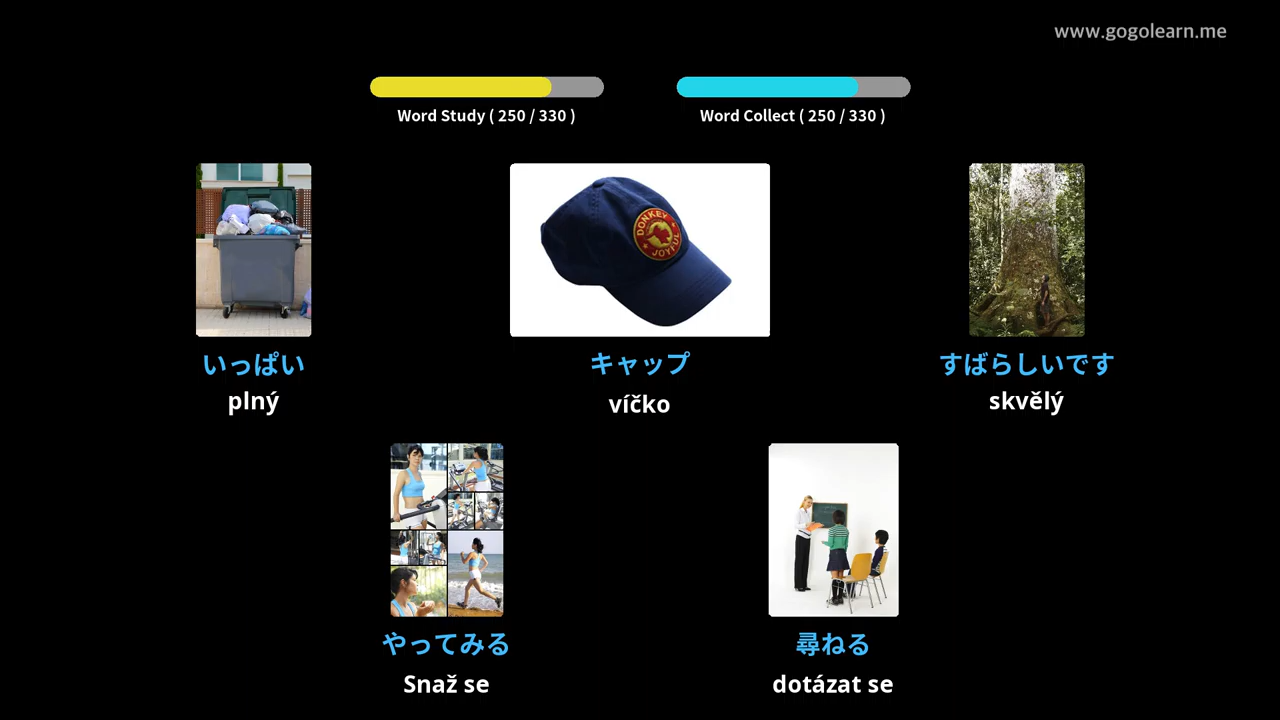 www.gogolearn.me
Word Study ( 250 / 330 )
Word Collect ( 250 / 330 )
DONKEY
JOYFUL
いっぱい
plný
キャップ
víčko
すばらしいです
skvělý
やってみる
Snaž se
尋ねる
dotázat se